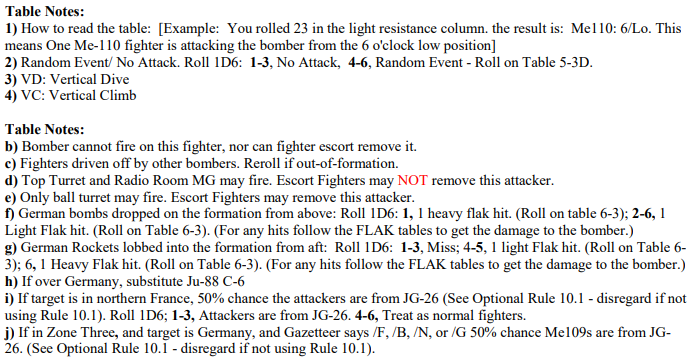 Table Notes:
1) How to read the table:  [Example:  You rolled 23 in the light resistance column. the result is:  Me110: 6/Lo. This
means One Me-110 fighter is attacking the bomber from the 6 o'clock low position]
2) Random Event/ No Attack. Roll 1D6:  1-3, No Attack,  4-6, Random Event - Roll on Table 5-3D.
3) VD: Vertical Dive
4) VC: Vertical Climb
Table Notes:
b) Bomber cannot fire on this fighter, nor can fighter escort remove it.
c) Fighters driven off by other bombers. Reroll if out-of-formation.
d) Top Turret and Radio Room MG may fire. Escort Fighters may NOT remove this attacker.
e) Only ball turret may fire. Escort Fighters may remove this attacker.
f) German bombs dropped on the formation from above: Roll 1D6: 1, 1 heavy flak hit. (Roll on table 6-3); 2-6, 1
Light Flak hit. (Roll on Table 6-3). (For any hits follow the FLAK tables to get the damage to the bomber.)
g) German Rockets lobbed into the formation from aft:  Roll 1D6:  1-3, Miss; 4-5, 1 light Flak hit. (Roll on Table 6-
3); 6, 1 Heavy Flak hit. (Roll on Table 6-3). (For any hits follow the FLAK tables to get the damage to the bomber.)
h) If over Germany, substitute Ju-88 C-6
i) If target is in northern France, 50% chance the attackers are from JG-26 (See Optional Rule 10.1 - disregard if not
using Rule 10.1). Roll 1D6; 1-3, Attackers are from JG-26. 4-6, Treat as normal fighters.
j) If in Zone Three, and target is Germany, and Gazetteer says /F, /B, /N, or /G 50% chance Me109s are from JG-
26. (See Optional Rule 10.1 - disregard if not using Rule 10.1).